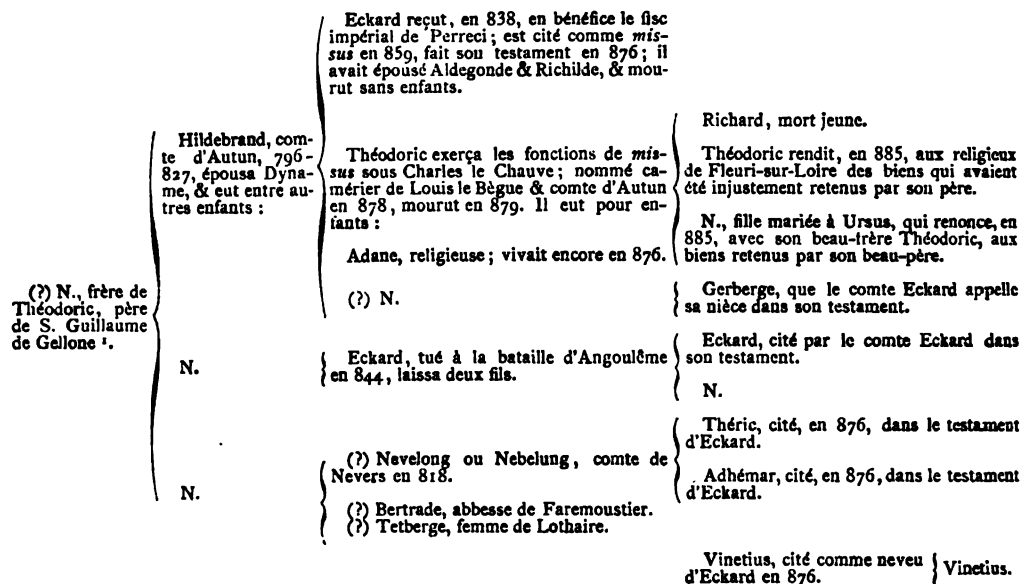 Eckard reçut, en 838, en bénéfice le fisc
impérial de Perreci; est cité comme mis-
sus en 859, fait son testament en 876; il
avait épousé Aldegonde & Richilde, & mou-
rut sans enfants.
Richard, mort jeune.
Hildebrand, com-
te d'Autun, 796-
827, épousa Dyna-
me, & eut entre au-
tres enfants :
Théodoric exerça les fonctions de mis-
sus sous Charles le Chauve; nommé ca-
mérier de Louis le Bègue & comte d'Autun
en 878, mourut en 879. Il eut pour en-
fants :
Théodoric rendit, en 885, aux religieux
de Fleuri-sur-Loire des biens qui avaient
été injustement retenus par son père.
N., fille mariée à Ursus, qui renonce, en
885, avec son beau-frère Théodoric, aux
biens retenus par son beau-père.
Adane, religieuse; vivait encore en 876.
(?) N., frère de
Théodoric, père
de S. Guillaume
de Gellone 1.
(?) N.
Gerberge, que le comte Eckard appelle
sa nièce dans son testament.
N.
Eckard, tué à la bataille d'Angoulême
en 844, laissa deux fils.
Eckard, cité par le comte Eckard dans
son testament.
N.
Théric, cité, en 876, dans le testament
d'Eckard.
N.
(?) Nevelong ou Nebelung, comte de
Nevers en 818.
Adhémar, cité, en 876, dans le testament
d'Eckard.
(?) Bertrade, abbesse de Faremoustier.
(?) Tetberge, femme de Lothaire.
Vinetius, cité comme neveu
d'Eckard en 876.
Vinetius.